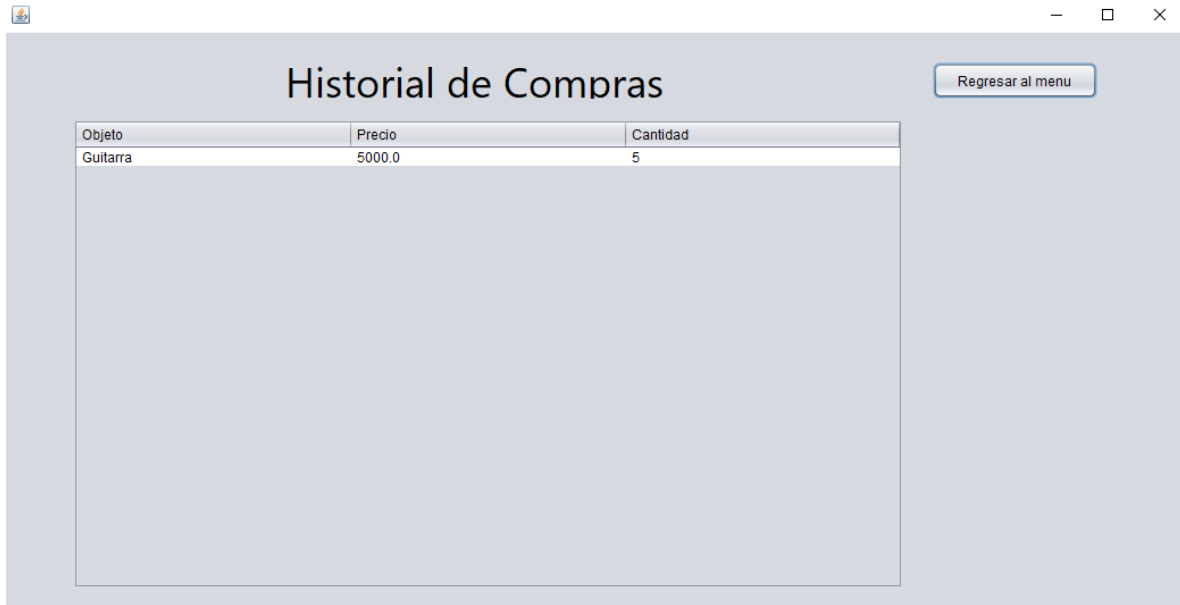 Historial de Compras
Regresar al menu
Objeto Precio Cantidad
Guitarra 5000.0 5